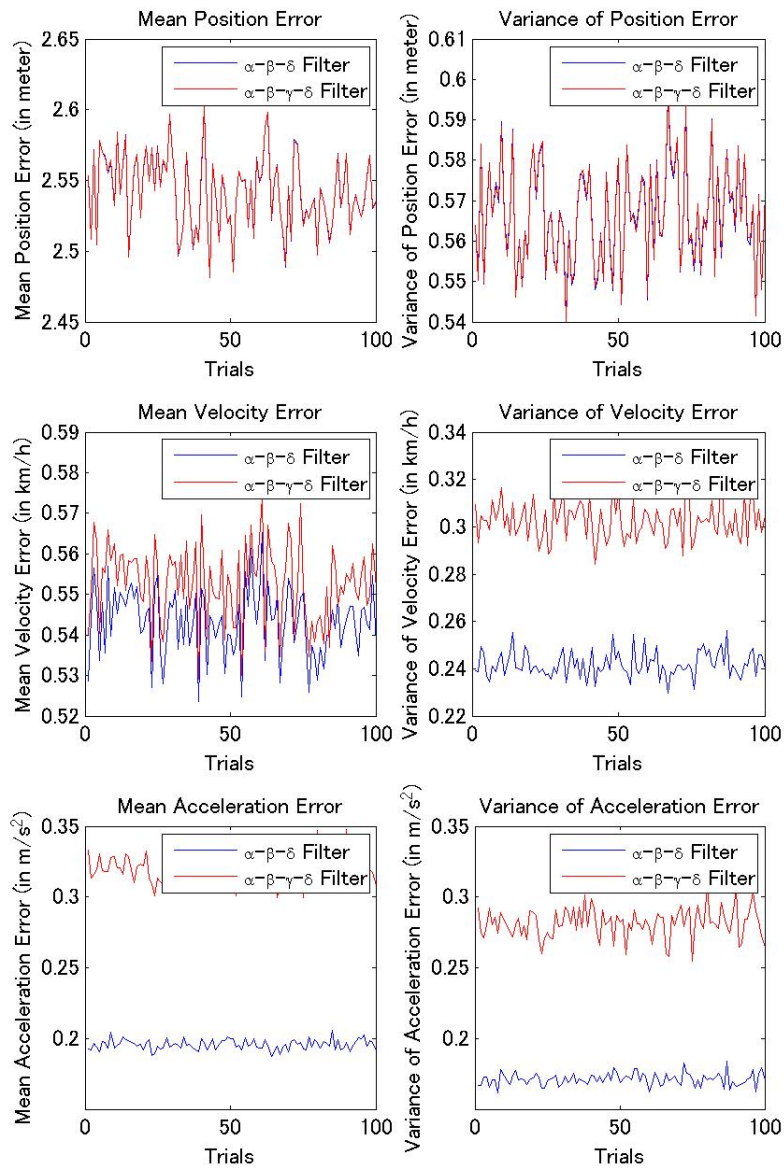 Mean Position Error
2.65
2.6
2.55
2.5
2.45
Mean Position Error (in meter)
α-β-δ Filter
α-β-γ-δ Filter
0
50
100
Trials
Variance of Position Error
0.61
0.6
0.59
0.58
0.57
0.56
0.55
0.54
Variance of Position Error (in meter)
α-β-δ Filter
α-β-γ-δ Filter
0
50
100
Trials
Mean Velocity Error
0.59
0.58
0.57
0.56
0.55
0.54
0.53
0.52
Mean Velocity Error (in km/h)
α-β-δ Filter
α-β-γ-δ Filter
0
50
100
Trials
Variance of Velocity Error
0.34
0.32
0.3
0.28
0.26
0.24
0.22
Variance of Velocity Error (in km/h)
α-β-δ Filter
α-β-γ-δ Filter
0
50
100
Trials
Mean Acceleration Error
0.35
0.3
0.25
0.2
Mean Acceleration Error (in m/s²)
α-β-δ Filter
α-β-γ-δ Filter
0
50
100
Trials
Variance of Acceleration Error
0.35
0.3
0.25
0.2
Variance of Acceleration Error (in m/s²)
α-β-δ Filter
α-β-γ-δ Filter
0
50
100
Trials